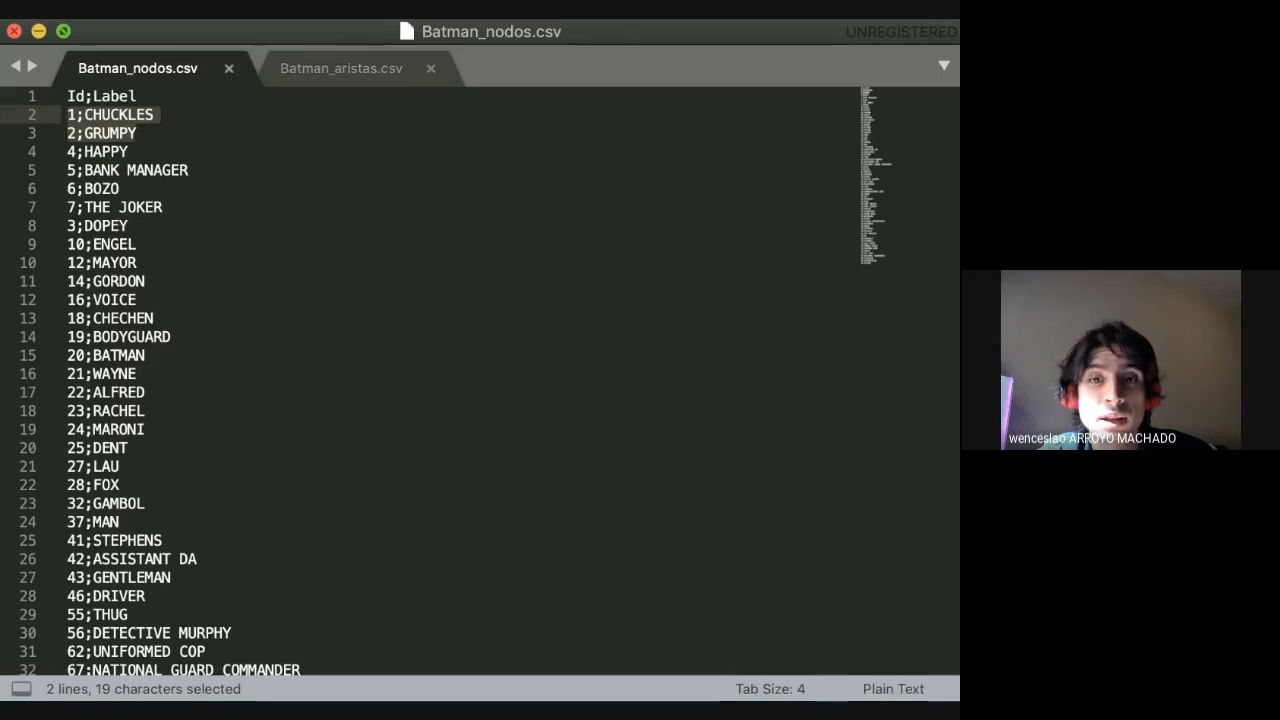 Batman_nodos.csv
UNREGISTERED
Batman_nodos.csv × Batman_aristas.csv ×
1 Id;Label
2 1;CHUCKLES
3 2;GRUMPY
4 4;HAPPY
5 5;BANK MANAGER
6 6;BOZO
7 7;THE JOKER
8 3;DOPEY
9 10;ENGEL
10 12;MAYOR
11 14;GORDON
12 16;VOICE
13 18;CHECHEN
14 19;BODYGUARD
15 20;BATMAN
16 21;WAYNE
17 22;ALFRED
18 23;RACHEL
19 24;MARONI
20 25;DENT
21 27;LAU
22 28;FOX
23 32;GAMBOL
24 37;MAN
25 41;STEPHENS
26 42;ASSISTANT DA
27 43;GENTLEMAN
28 46;DRIVER
29 55;THUG
30 56;DETECTIVE MURPHY
31 62;UNIFORMED COP
32 67;NATIONAL GUARD COMMANDER
2 lines, 19 characters selected
Tab Size: 4
Plain Text
wenceslao ARROYO MACHADO